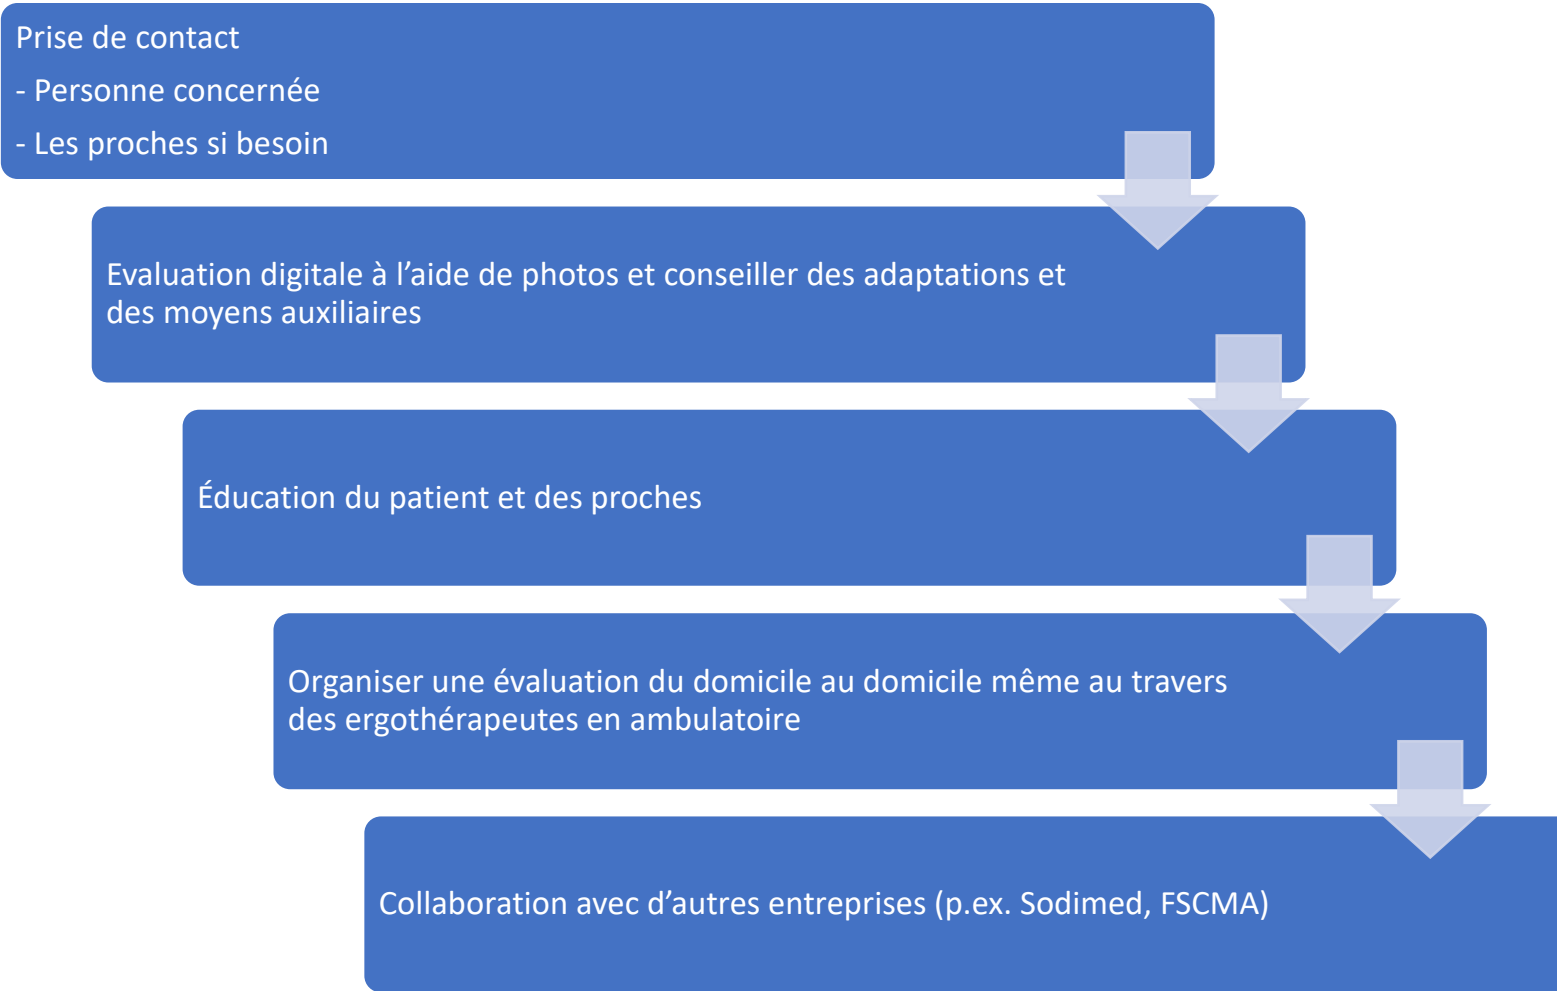 Prise de contact
- Personne concernée
- Les proches si besoin
Evaluation digitale à l’aide de photos et conseiller des adaptations et
des moyens auxiliaires
Éducation du patient et des proches
Organiser une évaluation du domicile au domicile même au travers
des ergothérapeutes en ambulatoire
Collaboration avec d’autres entreprises (p.ex. Sodimed, FSCMA)